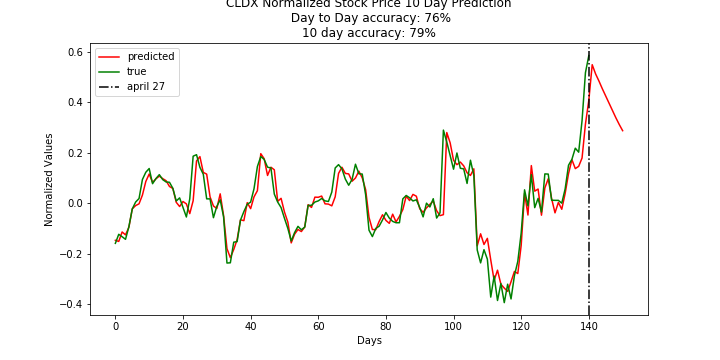 CLDX Normalized Stock Price 10 Day Prediction
Day to Day accuracy: 76%
10 day accuracy: 79%
predicted
true
april 27
Normalized Values
0.6
0.4
0.2
0.0
−0.2
−0.4
0 20 40 60 80 100 120 140
Days